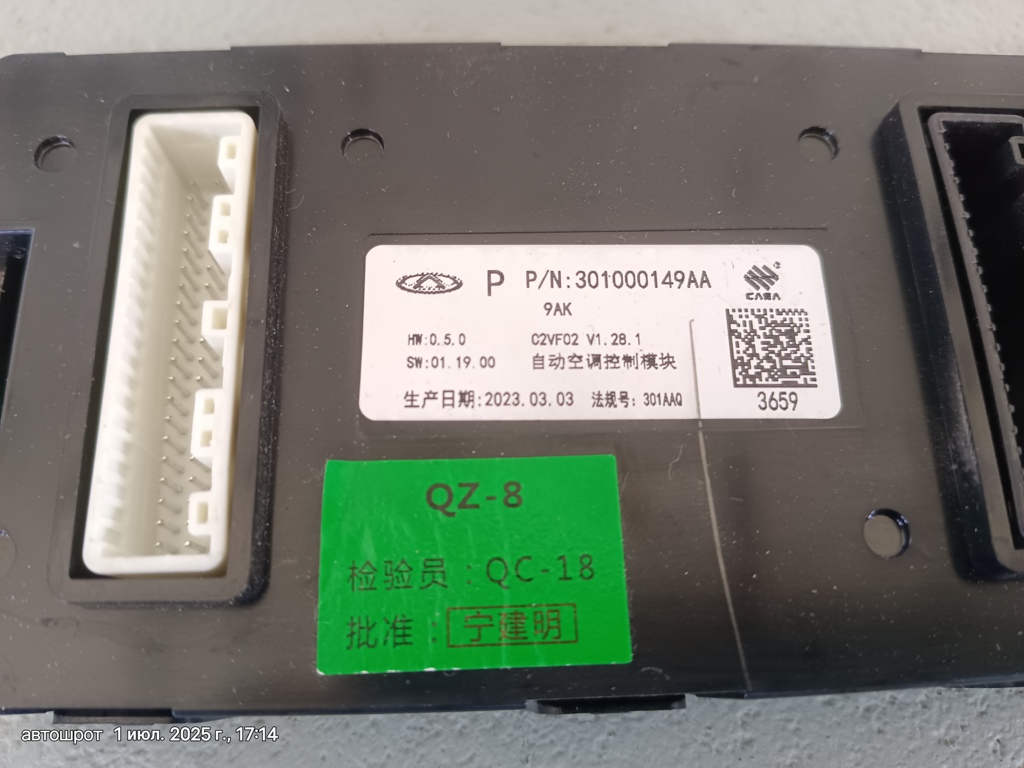 P P/N:301000149AA
9AK
CAEA
HW:0.5.0 C2VF02 V1.28.1
SW:01.19.00 自动空调控制模块
生产日期:2023.03.03 法规号:301AAQ
3659
QZ-8
检验员:QC-18
批准:宁建明
автошрот 1 июл. 2025 г., 17:14